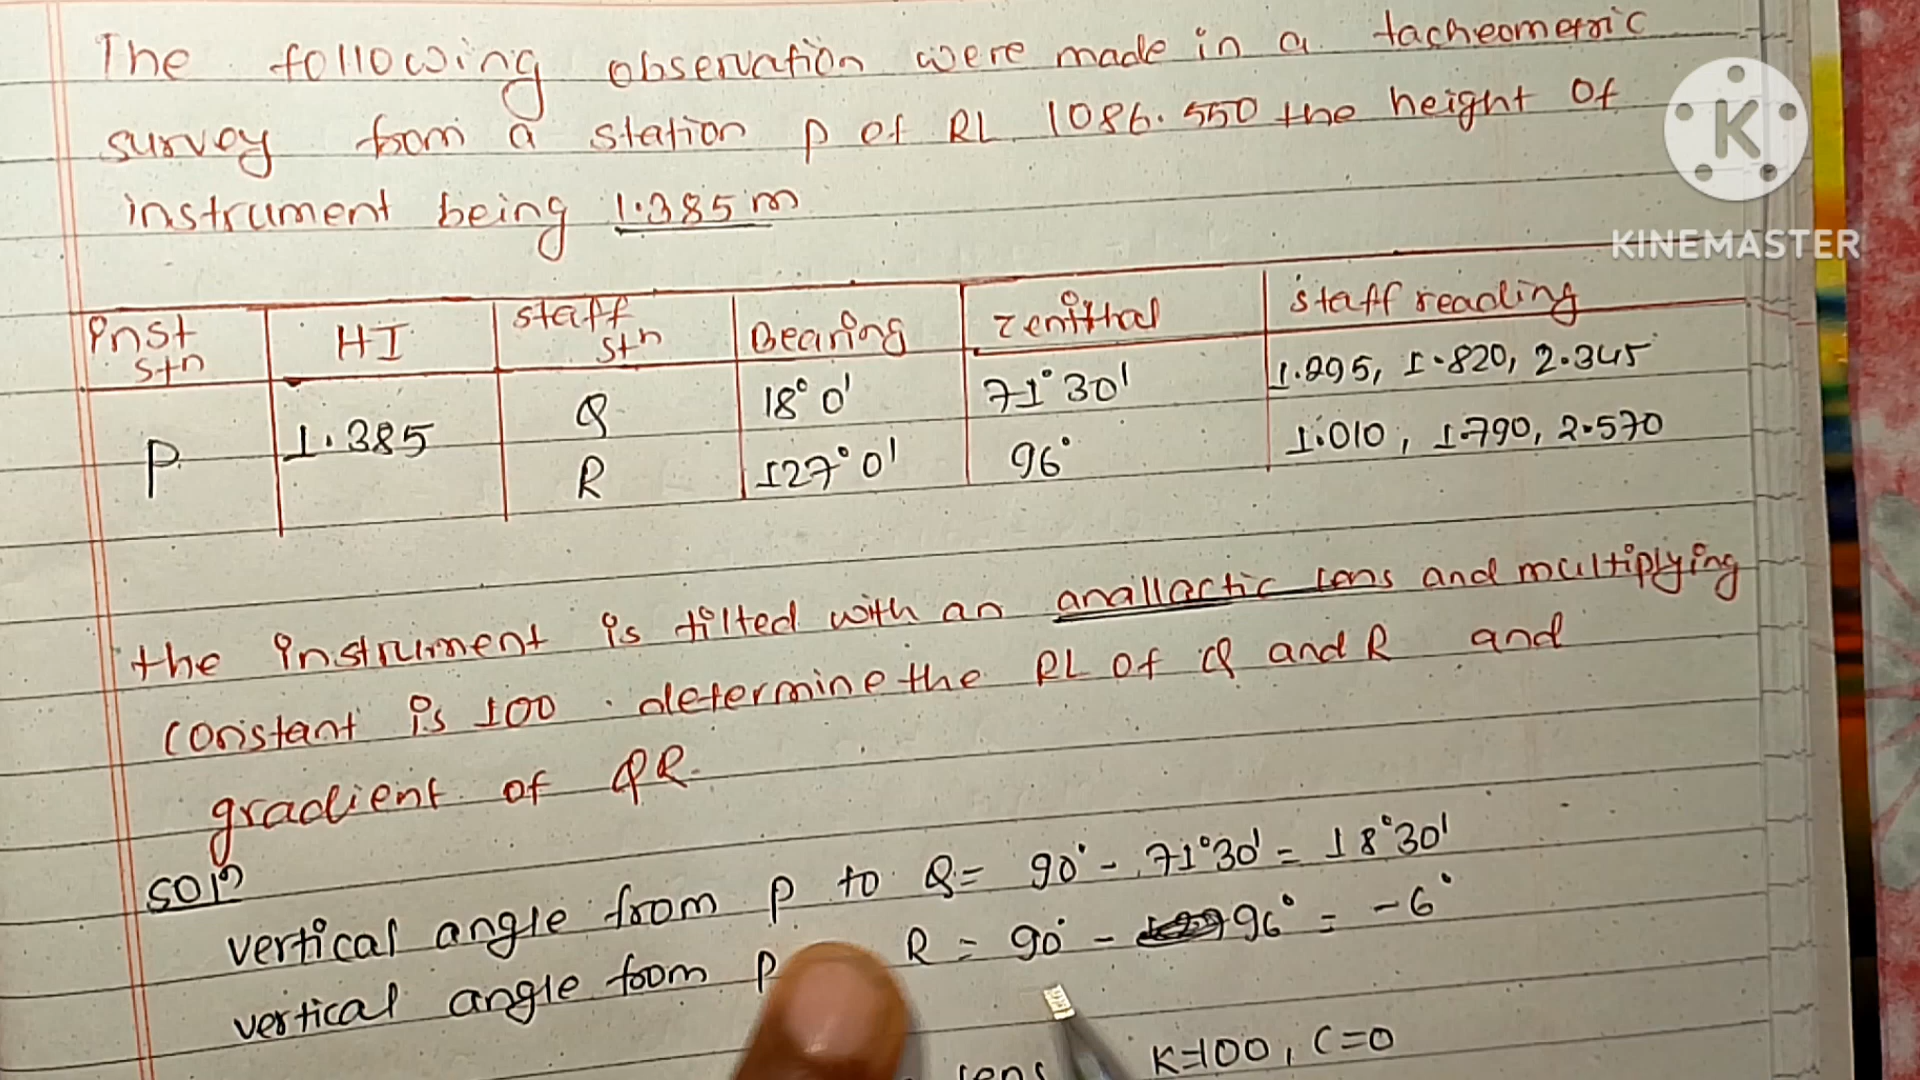 The following observation were made in a tacheometric
survey from a station P of RL 1086.550 the height of
instrument being 1.385m
K
KINEMASTER
inst stn HI staff stn Bearing zenithal staff reading
P 1.385 Q 18°0' 71°30' 1.295, 1.820, 2.345
R 127°0' 96° 1.010, 1.790, 2.570
the instrument is tilted with an anallactic lens and multiplying
constant is 100. determine the RL of Q and R and
gradient of QR.
Soln
vertical angle from P to Q = 90° - 71°30' = 18°30'
vertical angle from P R = 90° - 96° = -6°
lens K=100, C=0